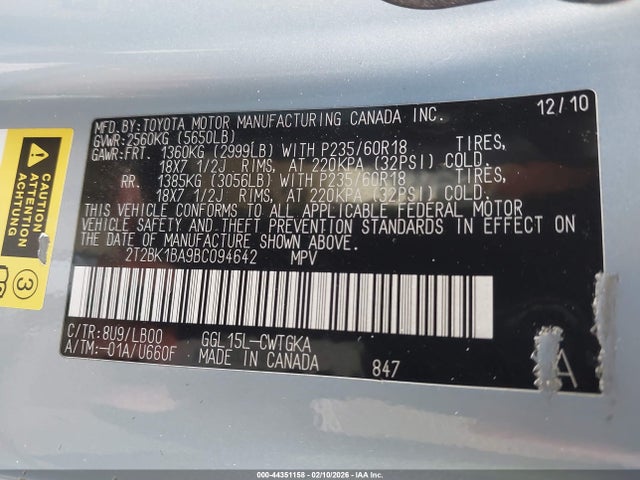 MFD.BY:TOYOTA MOTOR MANUFACTURING CANADA INC. 12/10
GVWR:2560KG (5650LB)
GAWR:FRT. 1360KG (2999LB) WITH P235/60R18 TIRES,
18X7 1/2J RIMS, AT 220KPA (32PSI) COLD.
RR. 1385KG (3056LB) WITH P235/60R18 TIRES,
18X7 1/2J RIMS, AT 220KPA (32PSI) COLD.
THIS VEHICLE CONFORMS TO ALL APPLICABLE FEDERAL MOTOR
VEHICLE SAFETY AND THEFT PREVENTION STANDARDS IN EFFECT ON
THE DATE OF MANUFACTURE SHOWN ABOVE.
2T2BK1BA9BC094642 MPV
C/TR:8U9/LB00 GGL15L-CWTGKA
A/TM:-01A/U660F MADE IN CANADA 847
A
CAUTION
ATTENTION
ACHTUNG
3
000-44351158 - 02/10/2026 - IAA Inc.